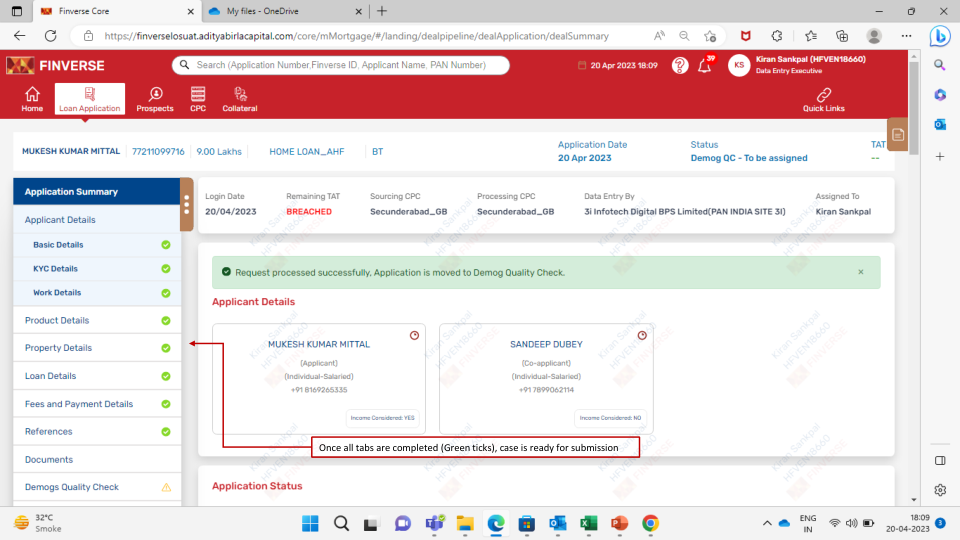 Finverse Core
My files - OneDrive
https://finverselosuat.adityabirlacapital.com/core/mMortgage/#/landing/dealpipeline/dealApplication/dealSummary
FINVERSE
Search (Application Number,Finverse ID, Applicant Name, PAN Number)
20 Apr 2023 18:09
39
KS
Kiran Sankpal (HFVEN18660)
Data Entry Executive
Home
Loan Application
Prospects
CPC
Collateral
Quick Links
MUKESH KUMAR MITTAL
77211099716
9.00 Lakhs
HOME LOAN_AHF
BT
Application Date
20 Apr 2023
Status
Demog QC - To be assigned
TAT
--
Application Summary
Applicant Details
Basic Details
KYC Details
Work Details
Product Details
Property Details
Loan Details
Fees and Payment Details
References
Documents
Demogs Quality Check
Login Date
20/04/2023
Remaining TAT
BREACHED
Sourcing CPC
Secunderabad_GB
Processing CPC
Secunderabad_GB
Data Entry By
3i Infotech Digital BPS Limited(PAN INDIA SITE 3I)
Assigned To
Kiran Sankpal
Request processed successfully, Application is moved to Demog Quality Check.
Applicant Details
MUKESH KUMAR MITTAL
(Applicant)
(Individual-Salaried)
+91 8169265335
Income Considered: YES
SANDEEP DUBEY
(Co-applicant)
(Individual-Salaried)
+91 7899062114
Income Considered: NO
Once all tabs are completed (Green ticks), case is ready for submission
Application Status
32°C
Smoke
ENG
IN
18:09
20-04-2023
3